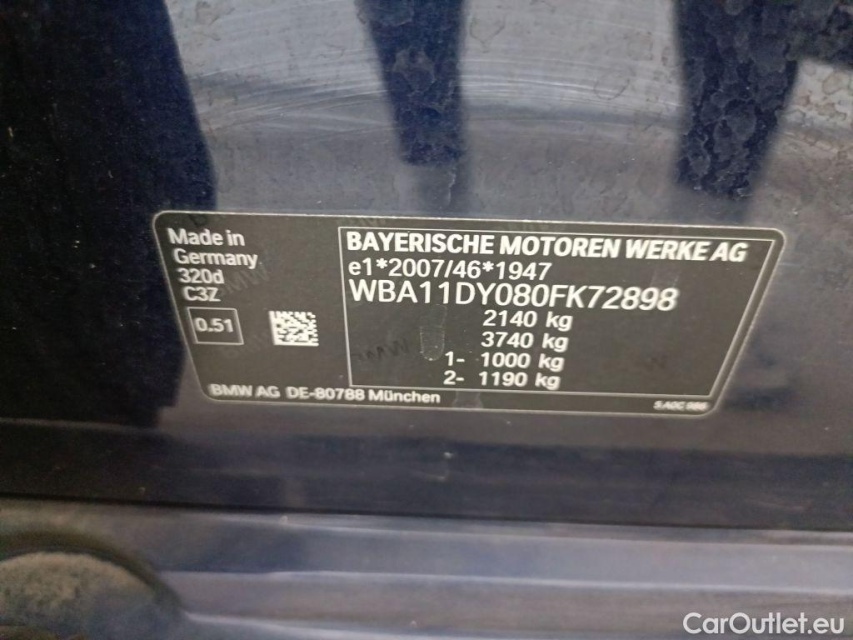 Made in
Germany
320d
C3Z
0.51
BMW AG DE-80788 München
BAYERISCHE MOTOREN WERKE AG
e1*2007/46*1947
WBA11DY080FK72898
2140 kg
3740 kg
1- 1000 kg
2- 1190 kg
CarOutlet.eu